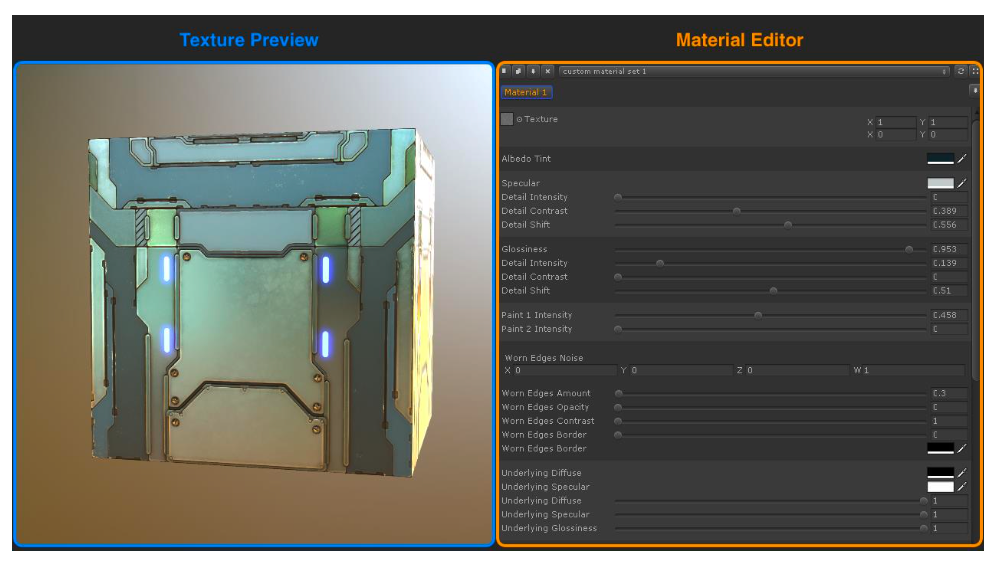 Texture Preview
Material Editor
custom material set 1
Material 1
Texture
X 1 Y 1
X 0 Y 0
Albedo Tint
Specular
Detail Intensity 0
Detail Contrast 0.389
Detail Shift 0.556
Glossiness 0.953
Detail Intensity 0.139
Detail Contrast 0
Detail Shift 0.51
Paint 1 Intensity 0.458
Paint 2 Intensity 0
Worn Edges Noise
X 0 Y 0 Z 0 W 1
Worn Edges Amount 0.3
Worn Edges Opacity 0
Worn Edges Contrast 1
Worn Edges Border 0
Worn Edges Border
Underlying Diffuse
Underlying Specular
Underlying Diffuse 1
Underlying Specular 1
Underlying Glossiness 1